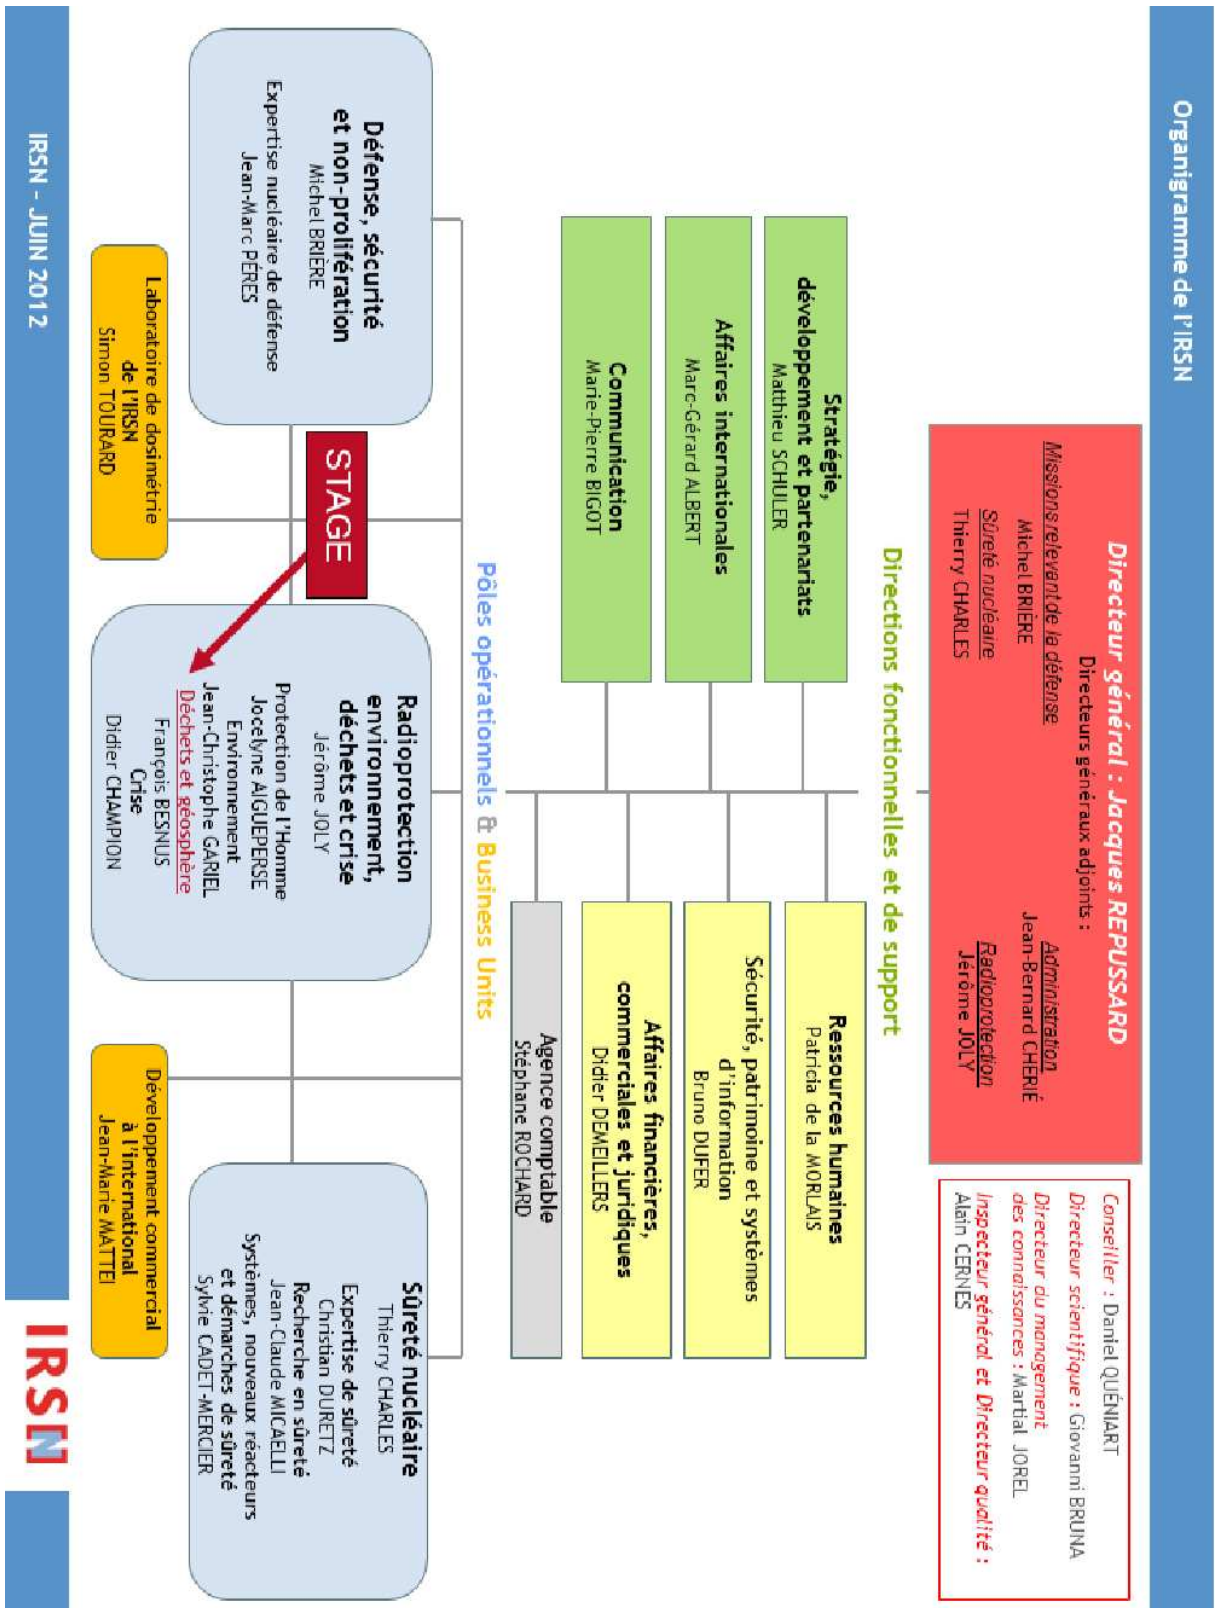 Organigramme de l'IRSN
Directeur général : Jacques REPUSSARD
Directeurs généraux adjoints :
Missions relevant de la défense
Michel BRIÈRE
Sûreté nucléaire
Thierry CHARLES
Administration
Jean-Bernard CHERIÉ
Radioprotection
Jérôme JOLY
Conseiller : Daniel QUÉNIART
Directeur scientifique : Giovanni BRUNA
Directeur du management
des connaissances : Martial JOREL
Inspecteur général et Directeur qualité :
Alain CERNES
Directions fonctionnelles et de support
Stratégie,
développement et partenariats
Matthieu SCHULER
Affaires internationales
Marc-Gérard ALBERT
Communication
Marie-Pierre BIGOT
Ressources humaines
Patricia de la MORLAIS
Sécurité, patrimoine et systèmes
d'information
Bruno DUFER
Affaires financières,
commerciales et juridiques
Didier DEMEILLERS
Agence comptable
Stéphane ROCHARD
Pôles opérationnels & Business Units
Défense, sécurité
et non-prolifération
Michel BRIÈRE
Expertise nucléaire de défense
Jean-Marc PÉRES
STAGE
Radioprotection
environnement,
déchets et crise
Jérôme JOLY
Protection de l'Homme
Jocelyne AIGUEPERSE
Environnement
Jean-Christophe GARIEL
Déchets et géosphère
François BESNUS
Crise
Didier CHAMPION
Sûreté nucléaire
Thierry CHARLES
Expertise de sûreté
Christian DURETZ
Recherche en sûreté
Jean-Claude MICAELLI
Systèmes, nouveaux réacteurs
et démarches de sûreté
Sylvie CADET-MERCIER
Laboratoire de dosimétrie
de l'IRSN
Simon TOURARD
Développement commercial
à l'international
Jean-Marie MATTEI
IRSN - JUIN 2012
IRSN